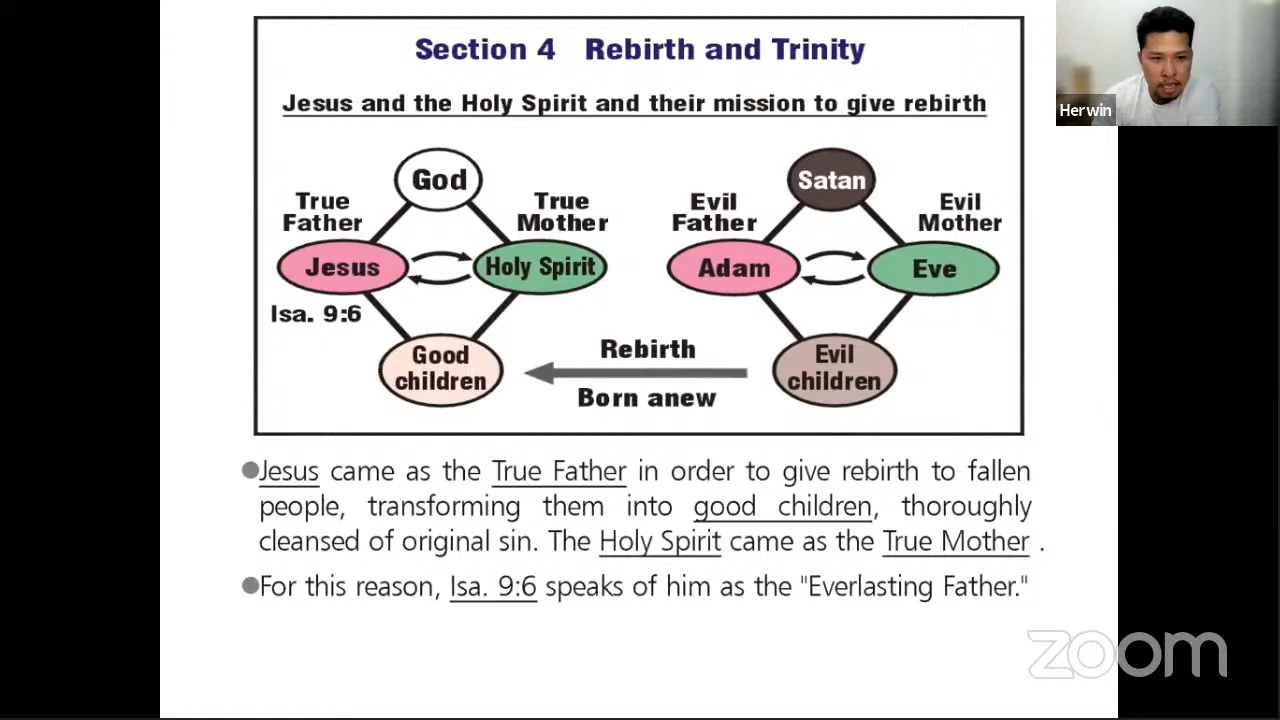 Section 4 Rebirth and Trinity
Jesus and the Holy Spirit and their mission to give rebirth
Herwin
God
Satan
True
Father
True
Mother
Evil
Father
Evil
Mother
Jesus
Holy Spirit
Adam
Eve
Isa. 9:6
Good
children
Rebirth
Born anew
Evil
children
●Jesus came as the True Father in order to give rebirth to fallen
people, transforming them into good children, thoroughly
cleansed of original sin. The Holy Spirit came as the True Mother .
●For this reason, Isa. 9:6 speaks of him as the "Everlasting Father."
zoom